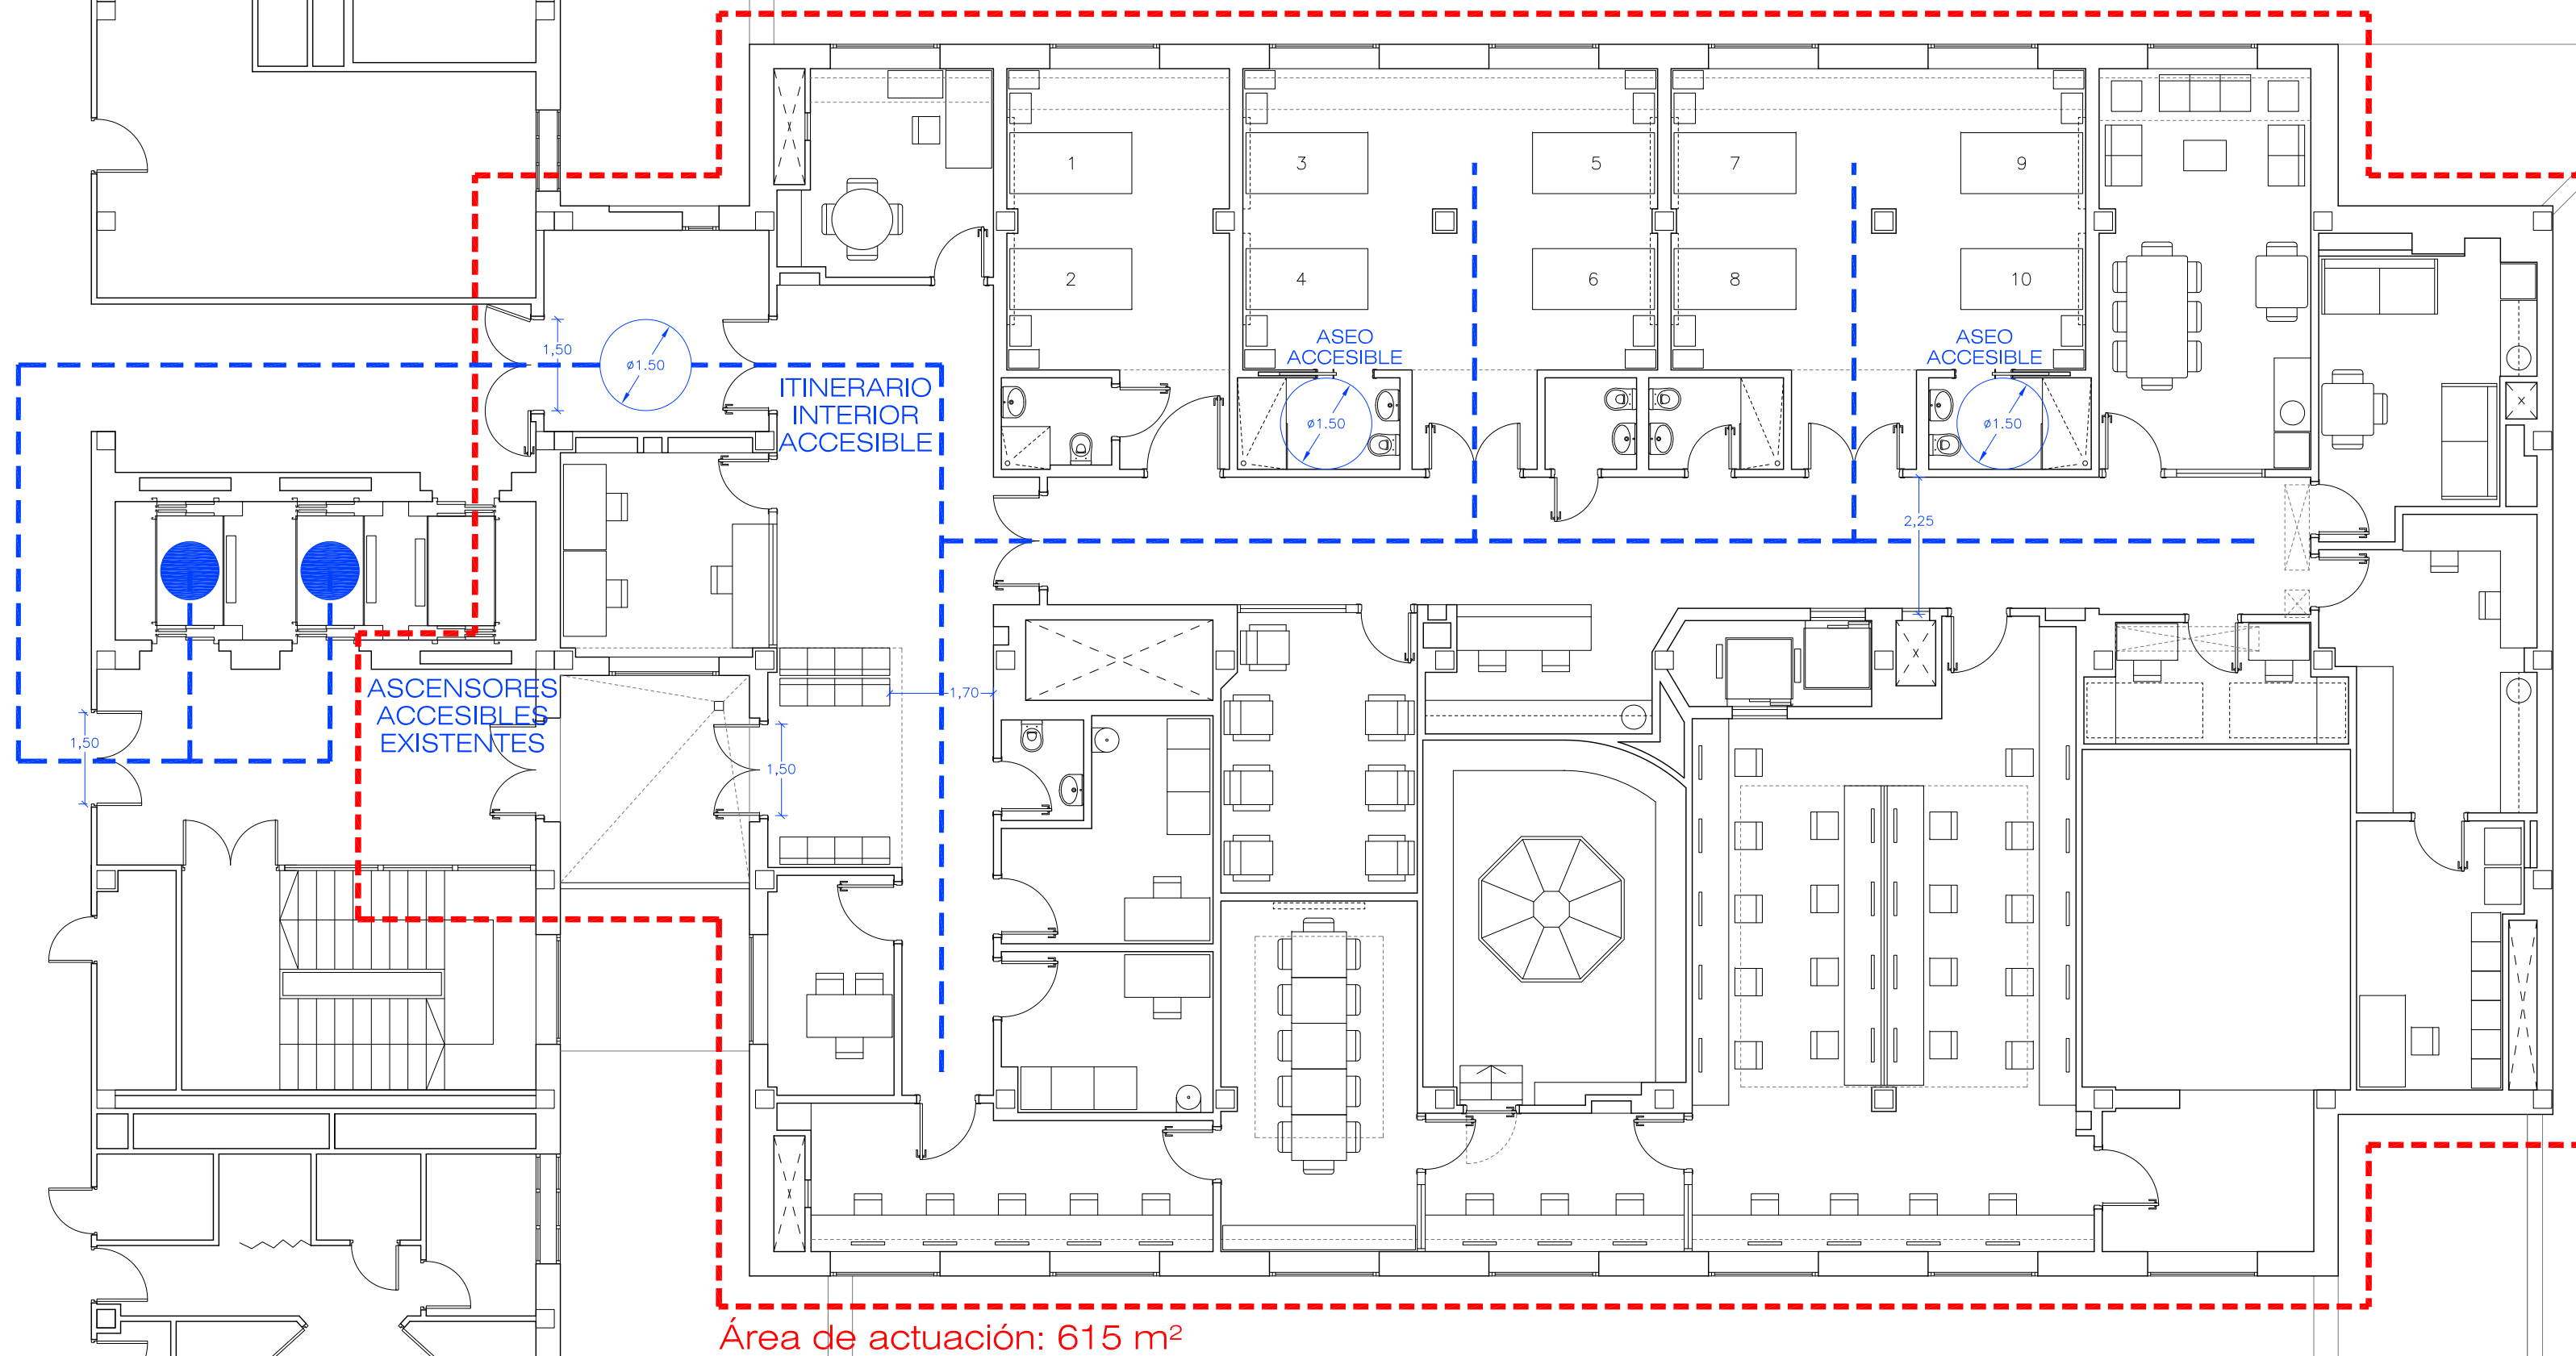 1
3
5
7
9
2
4
6
8
10
ASEO
ACCESIBLE
ASEO
ACCESIBLE
1,50
ø1.50
ITINERARIO
INTERIOR
ACCESIBLE
ø1.50
ø1.50
2,25
X
X
X
X
ASCENSORES
ACCESIBLES
EXISTENTES
1,70
1,50
1,50
Área de actuación: 615 m²